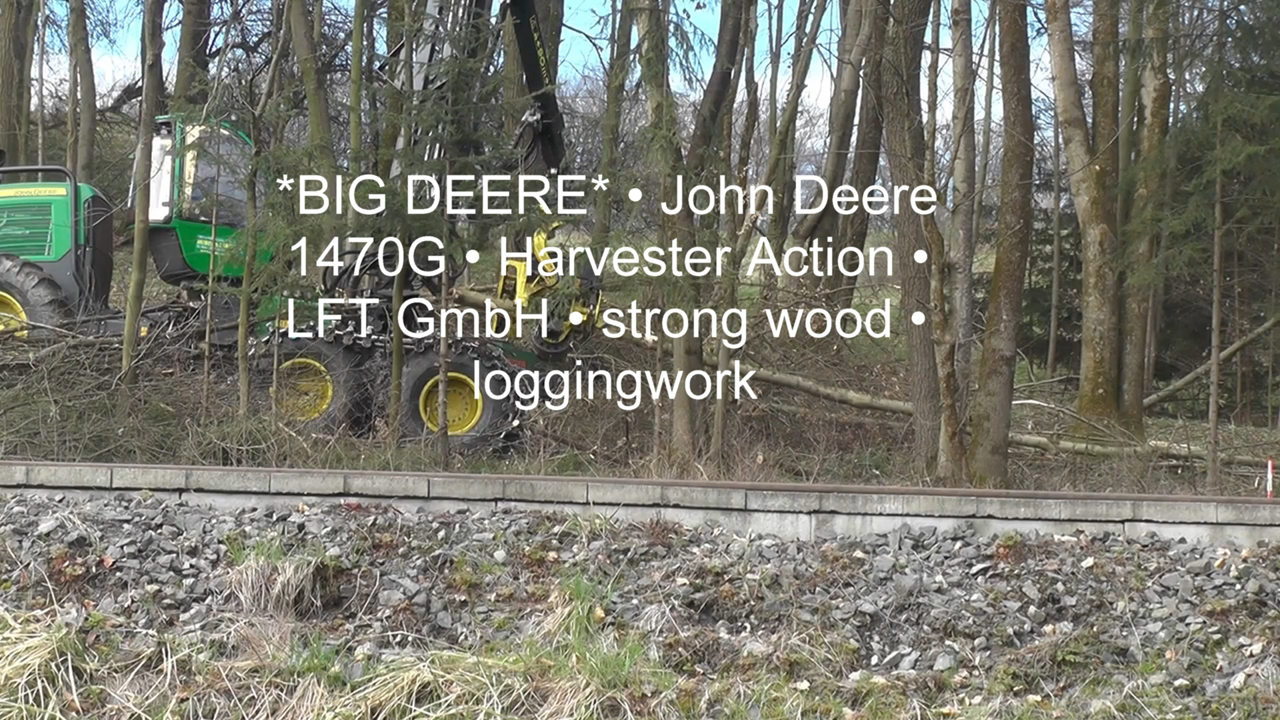 *BIG DEERE* • John Deere
1470G • Harvester Action •
LFT GmbH • strong wood •
loggingwork